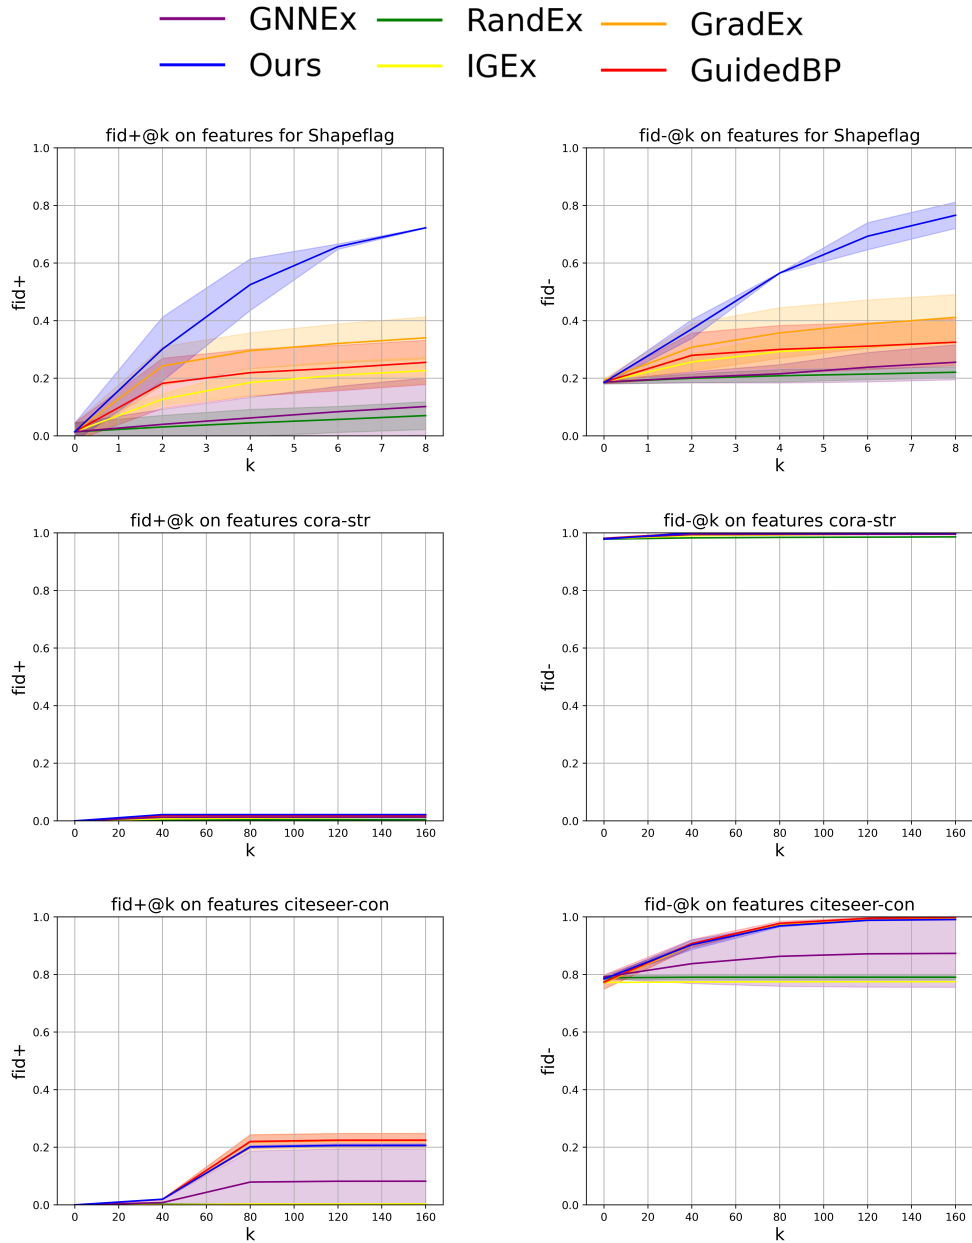 GNNEx RandEx GradEx
Ours IGEx GuidedBP
fid+@k on features for Shapeflag
1.0
0.8
0.6
0.4
0.2
0.0
fid+
0 1 2 3 4 5 6 7 8
k
fid-@k on features for Shapeflag
1.0
0.8
0.6
0.4
0.2
0.0
fid-
0 1 2 3 4 5 6 7 8
k
fid+@k on features cora-str
1.0
0.8
0.6
0.4
0.2
0.0
fid+
0 20 40 60 80 100 120 140 160
k
fid-@k on features cora-str
1.0
0.8
0.6
0.4
0.2
0.0
fid-
0 20 40 60 80 100 120 140 160
k
fid+@k on features citeseer-con
1.0
0.8
0.6
0.4
0.2
0.0
fid+
0 20 40 60 80 100 120 140 160
k
fid-@k on features citeseer-con
1.0
0.8
0.6
0.4
0.2
0.0
fid-
0 20 40 60 80 100 120 140 160
k